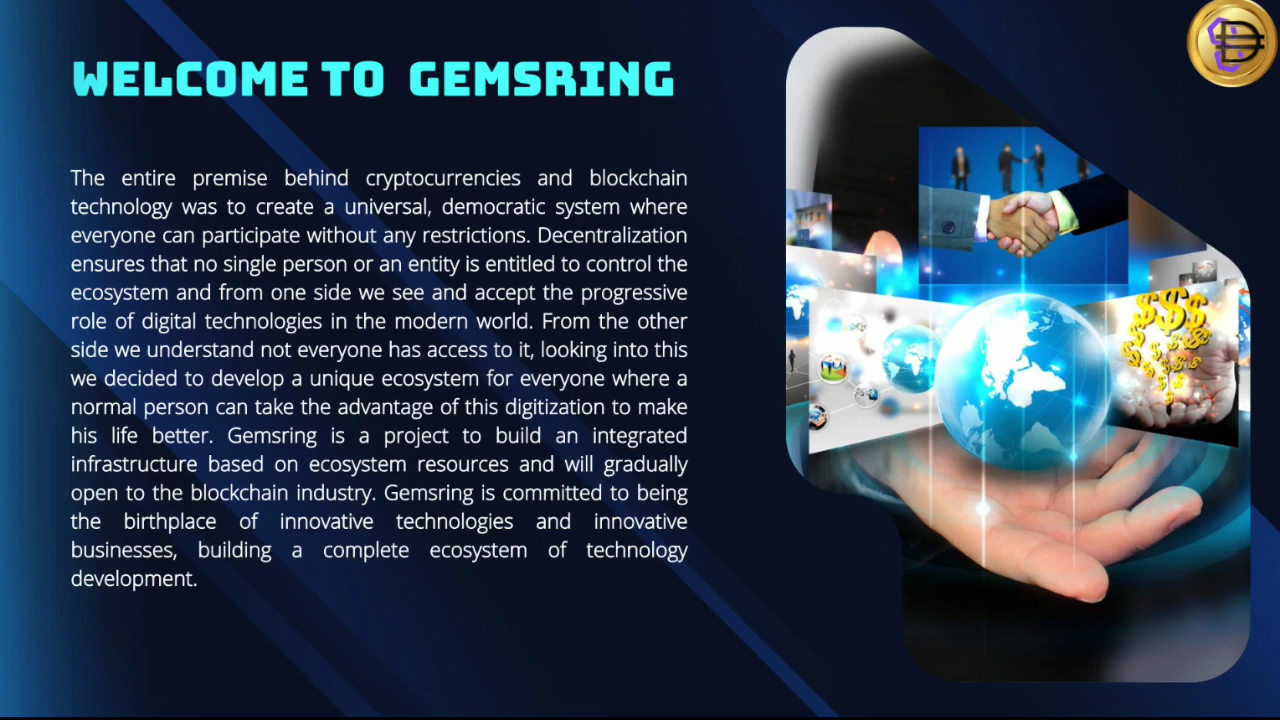 WELCOME TO GEMSRING
The entire premise behind cryptocurrencies and blockchain
technology was to create a universal, democratic system where
everyone can participate without any restrictions. Decentralization
ensures that no single person or an entity is entitled to control the
ecosystem and from one side we see and accept the progressive
role of digital technologies in the modern world. From the other
side we understand not everyone has access to it, looking into this
we decided to develop a unique ecosystem for everyone where a
normal person can take the advantage of this digitization to make
his life better. Gemsring is a project to build an integrated
infrastructure based on ecosystem resources and will gradually
open to the blockchain industry. Gemsring is committed to being
the birthplace of innovative technologies and innovative
businesses, building a complete ecosystem of technology
development.